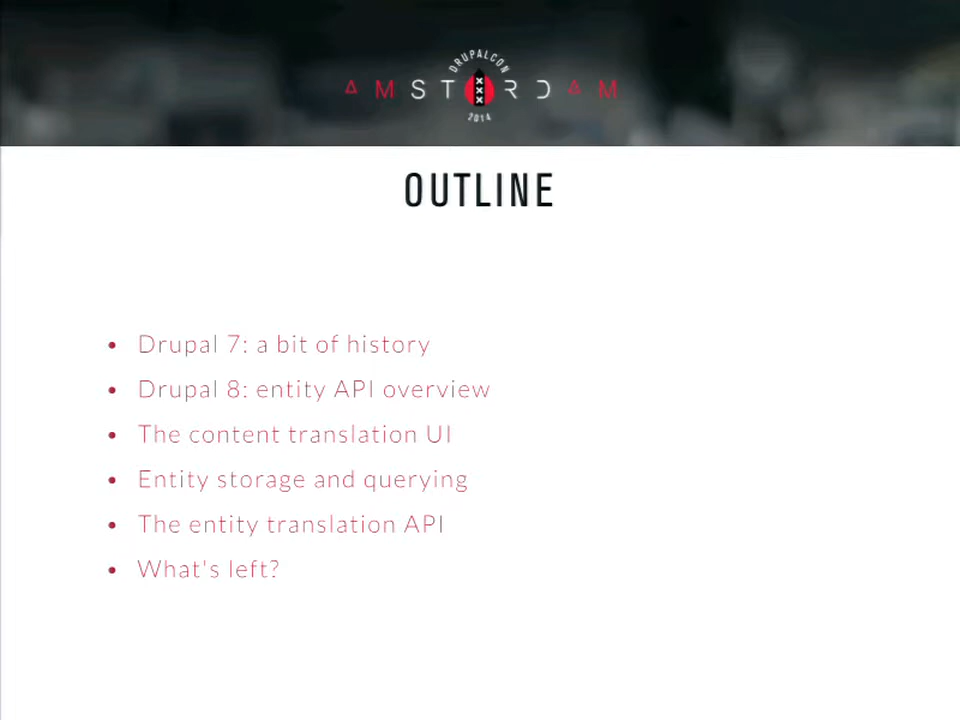 DRUPALCON
AMSTERDAM
2014
OUTLINE
• Drupal 7: a bit of history
• Drupal 8: entity API overview
• The content translation UI
• Entity storage and querying
• The entity translation API
• What's left?